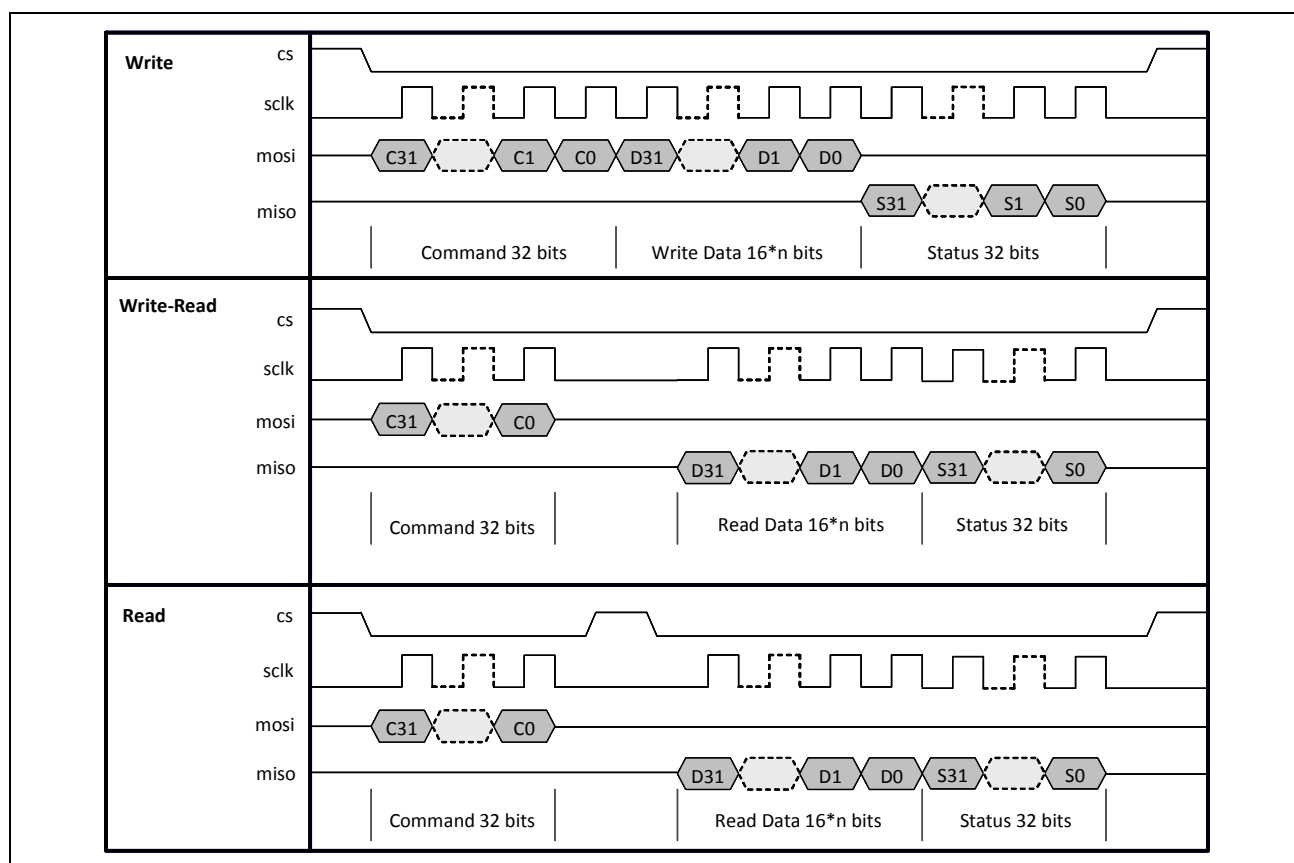 Write
cs
sclk
mosi C31 C1 C0 D31 D1 D0
miso S31 S1 S0
Command 32 bits Write Data 16*n bits Status 32 bits
Write-Read
cs
sclk
mosi C31 C0
miso D31 D1 D0 S31 S0
Command 32 bits Read Data 16*n bits Status 32 bits
Read
cs
sclk
mosi C31 C0
miso D31 D1 D0 S31 S0
Command 32 bits Read Data 16*n bits Status 32 bits